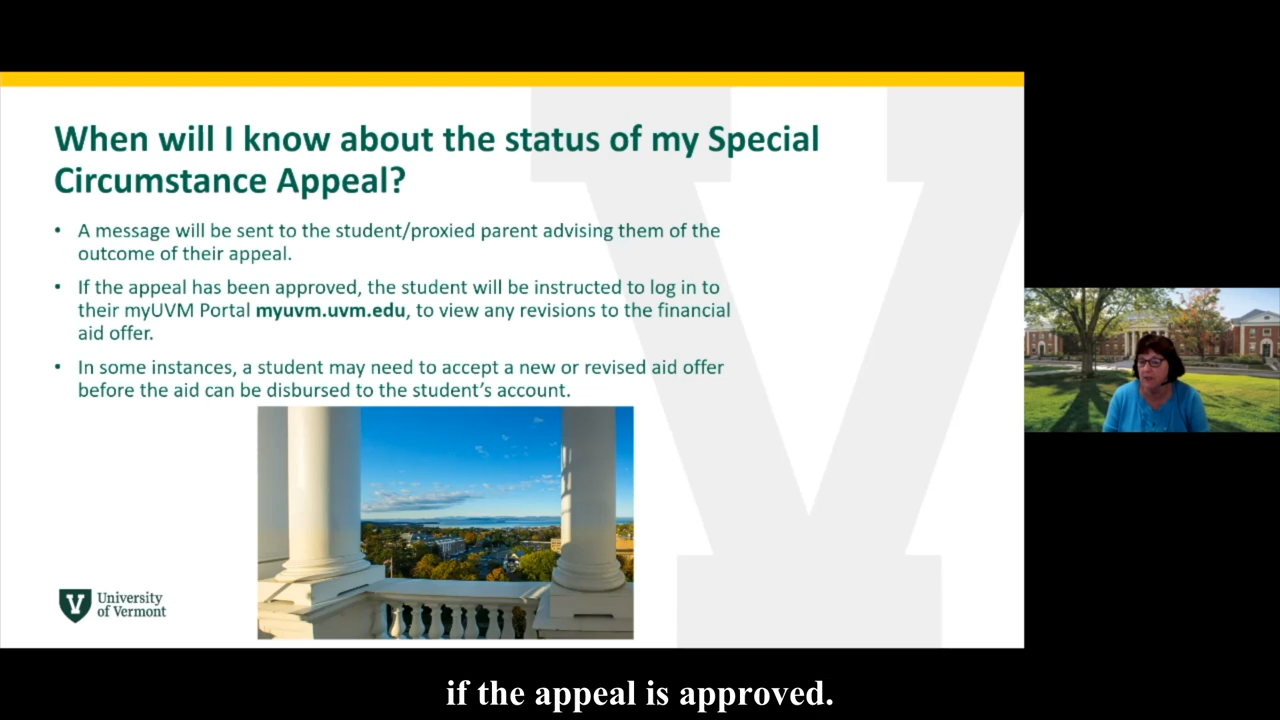 When will I know about the status of my Special
Circumstance Appeal?
• A message will be sent to the student/proxied parent advising them of the
outcome of their appeal.
• If the appeal has been approved, the student will be instructed to log in to
their myUVM Portal myuvm.uvm.edu, to view any revisions to the financial
aid offer.
• In some instances, a student may need to accept a new or revised aid offer
before the aid can be disbursed to the student's account.
V
University
of Vermont
if the appeal is approved.